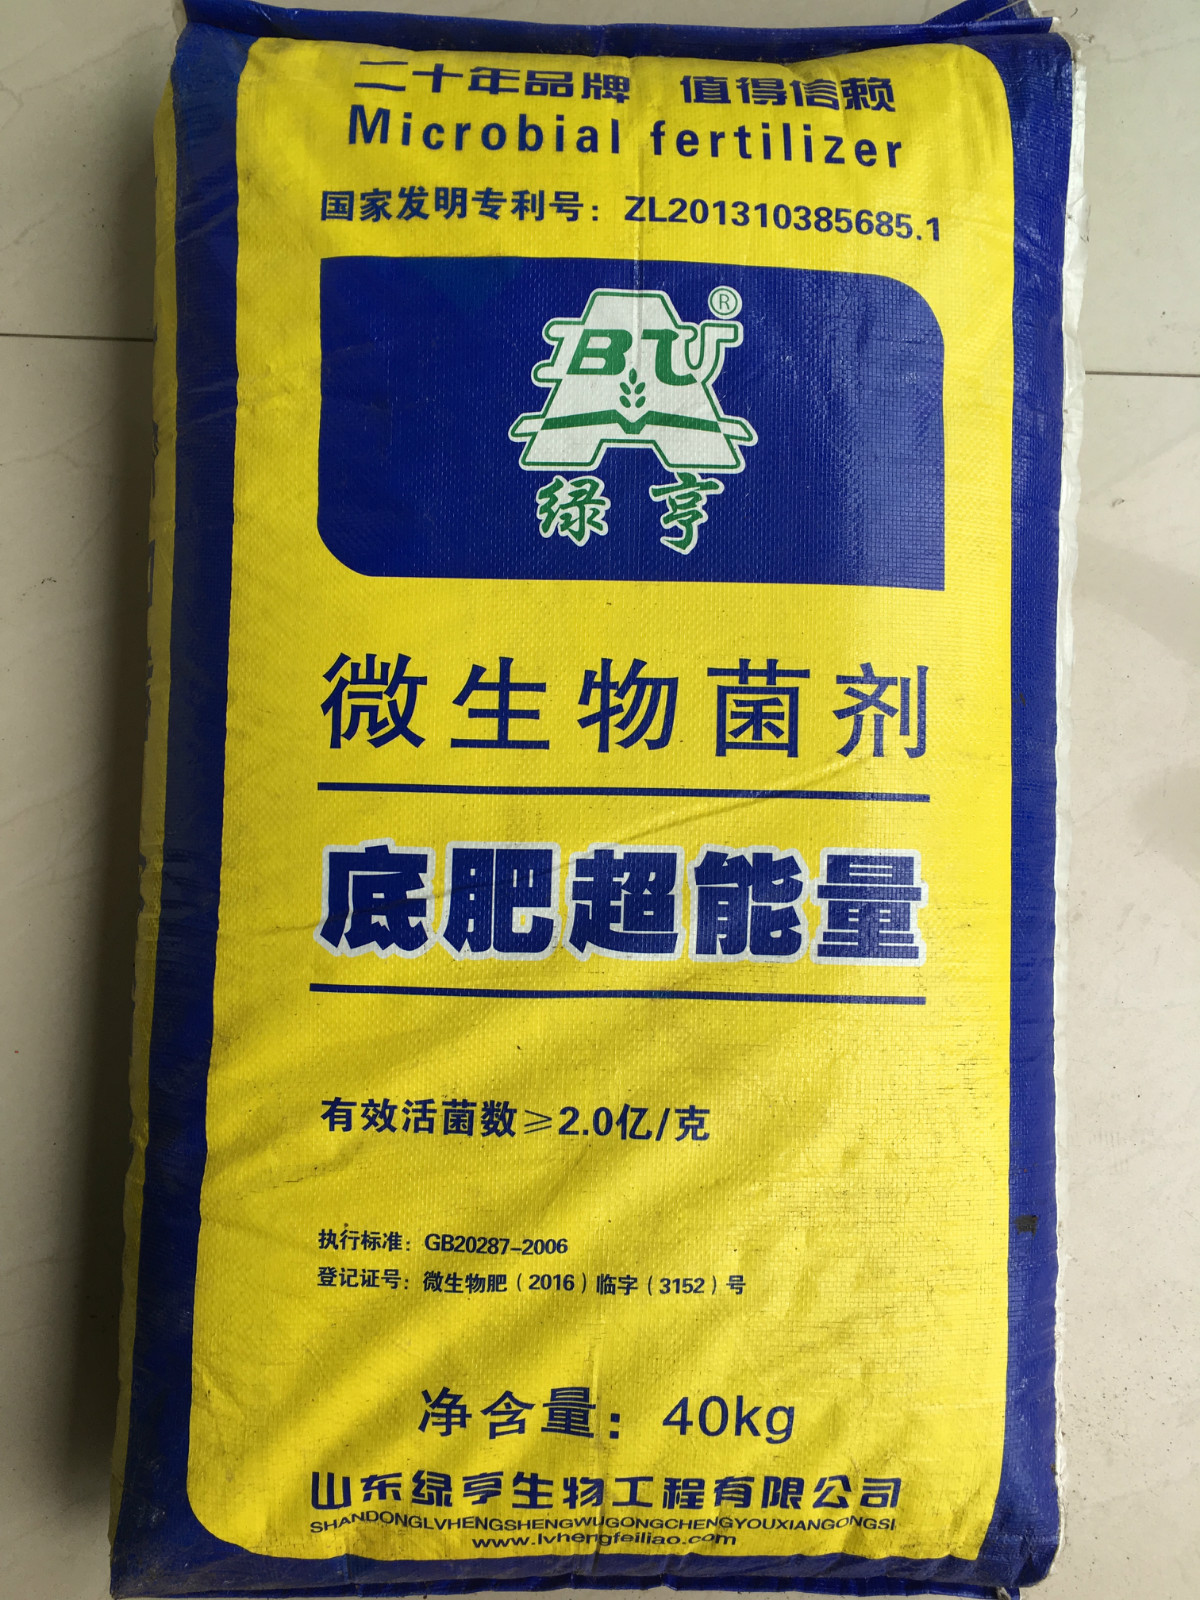 二十年品牌 值得信赖
Microbial fertilizer
国家发明专利号：ZL201310385685.1
BU®
绿亨
微生物菌剂
底肥超能量
有效活菌数≥2.0亿/克
执行标准：GB20287-2006
登记证号：微生物肥（2016）临字（3152）号
净含量：40kg
山东绿亨生物工程有限公司
SHANDONGLVHENGSHENGWUGONGCHENGYOUXIANGONGSI
www.lvhengfeiliao.com